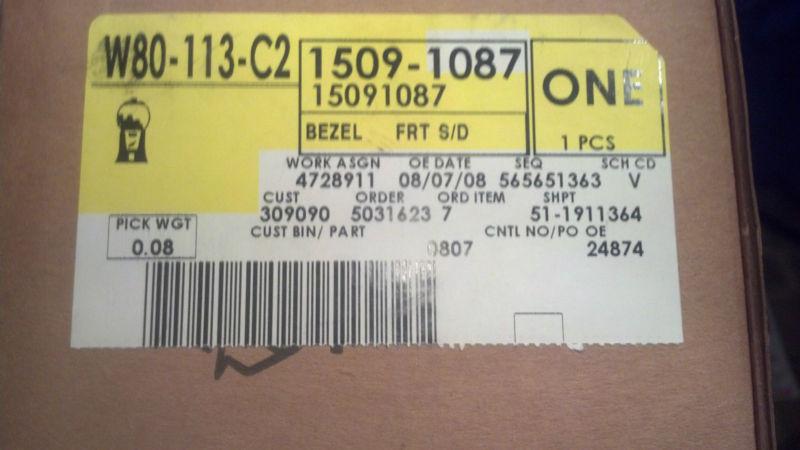 W80-113-C2
1509-1087
15091087
ONE
BEZEL FRT S/D
1 PCS
WORK ASGN OE DATE SEQ SCH CD
4728911 08/07/08 565651363 V
CUST ORDER ORD ITEM SHPT
309090 5031623 7 51-1911364
PICK WGT
0.08
CUST BIN/ PART CNTL NO/PO OE
0807 24874